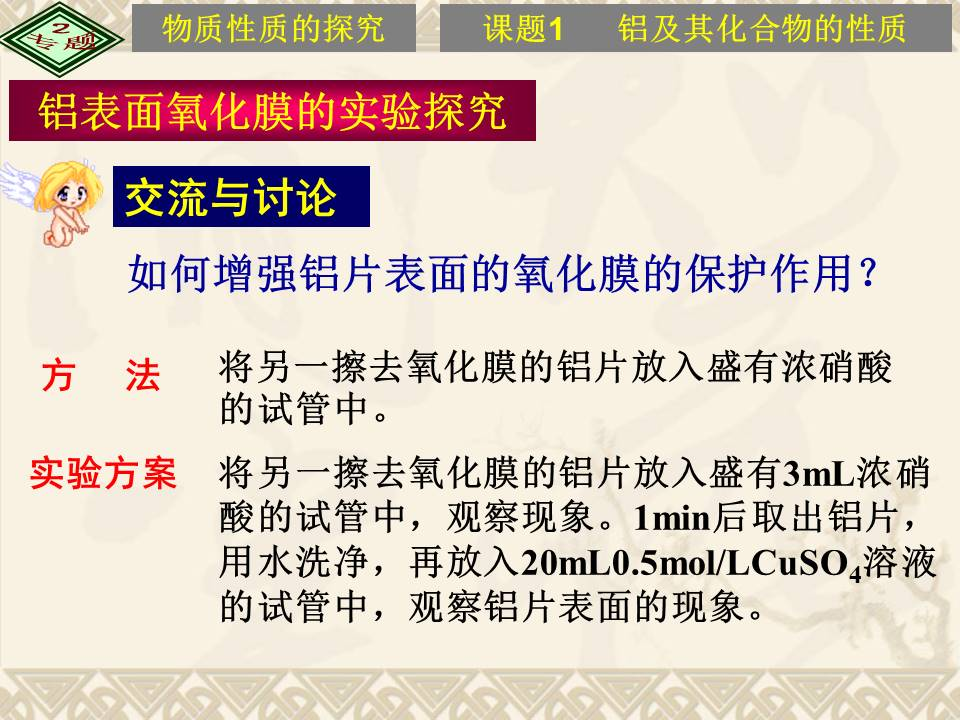 2
专题
物质性质的探究
课题1 铝及其化合物的性质
铝表面氧化膜的实验探究
交流与讨论
如何增强铝片表面的氧化膜的保护作用？
方 法
将另一擦去氧化膜的铝片放入盛有浓硝酸
的试管中。
实验方案
将另一擦去氧化膜的铝片放入盛有3mL浓硝
酸的试管中，观察现象。1min后取出铝片，
用水洗净，再放入20mL0.5mol/LCuSO₄溶液
的试管中，观察铝片表面的现象。